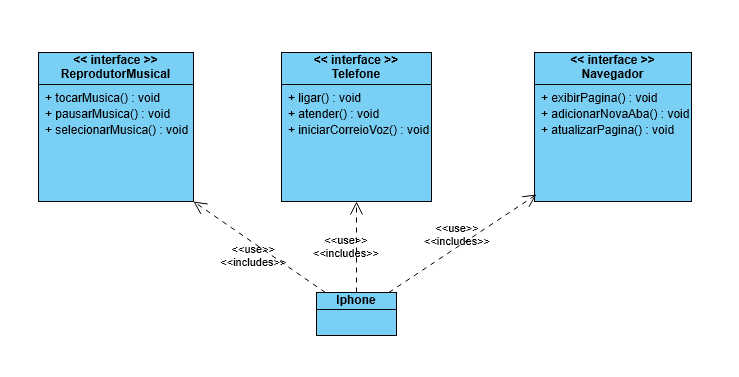 << interface >>
ReprodutorMusical
+ tocarMusica() : void
+ pausarMusica() : void
+ selecionarMusica() : void
<< interface >>
Telefone
+ ligar() : void
+ atender() : void
+ iniciarCorreioVoz() : void
<< interface >>
Navegador
+ exibirPagina() : void
+ adicionarNovaAba() : void
+ atualizarPagina() : void
<<use>>
<<includes>>
<<use>>
<<includes>>
<<use>>
<<includes>>
Iphone